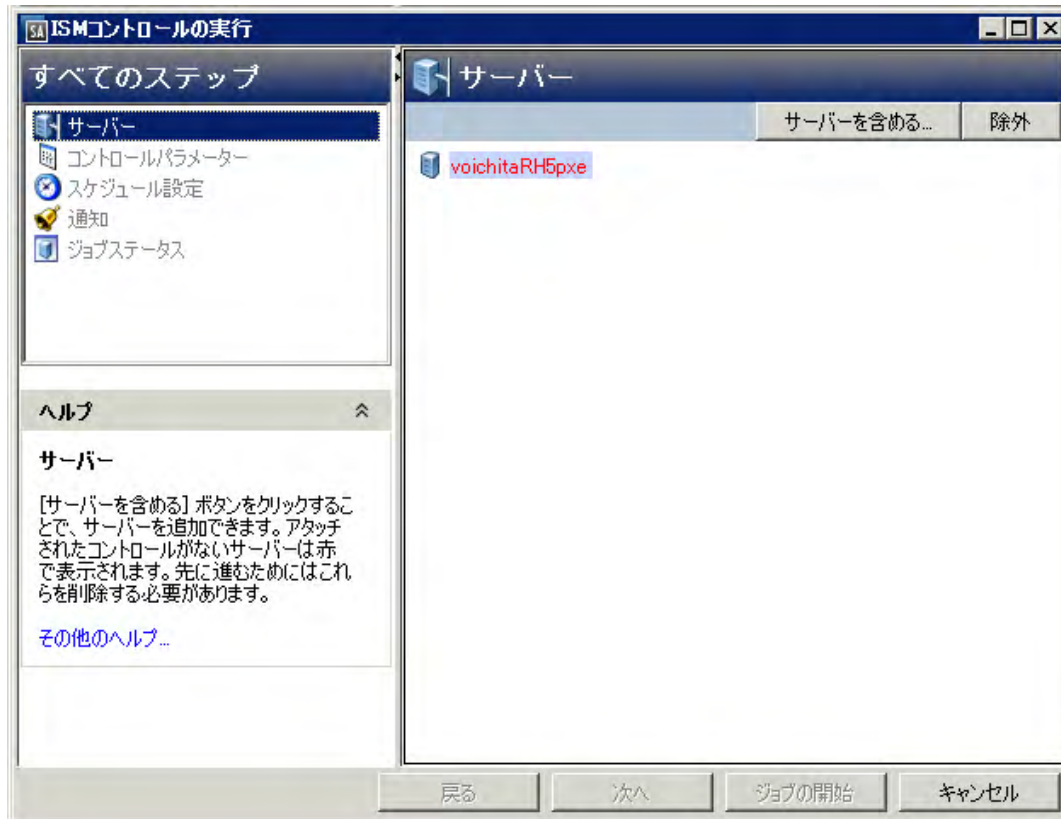 SA ISMコントロールの実行
すべてのステップ
サーバー
コントロールパラメーター
スケジュール設定
通知
ジョブステータス
ヘルプ
サーバー
[サーバーを含める] ボタンをクリックするこ
とで、サーバーを追加できます。アタッチ
されたコントロールがないサーバーは赤
で表示されます。先に進むためにはこれ
らを削除する必要があります。
その他のヘルプ...
サーバー
サーバーを含める...
除外
voichitaRH5pxe
戻る
次へ
ジョブの開始
キャンセル